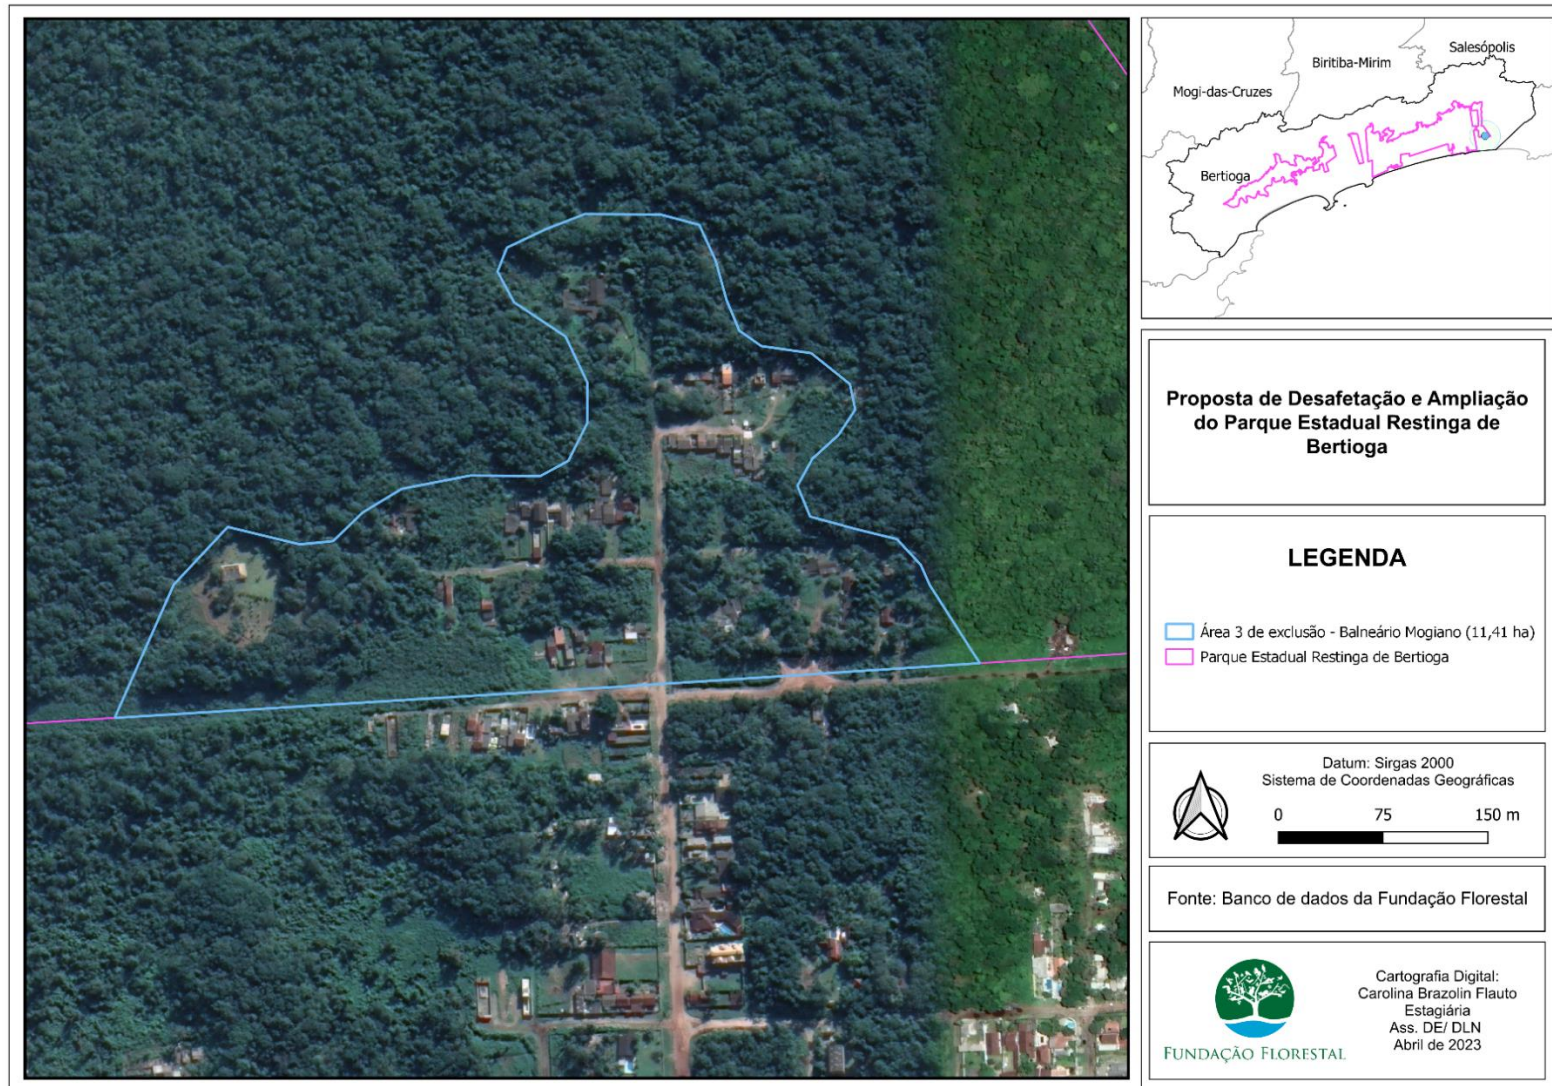 Salesópolis
Biritiba-Mirim
Mogi-das-Cruzes
Bertioga
Proposta de Desafetação e Ampliação
do Parque Estadual Restinga de
Bertioga
LEGENDA
Área 3 de exclusão - Balneário Mogiano (11,41 ha)
Parque Estadual Restinga de Bertioga
Datum: Sirgas 2000
Sistema de Coordenadas Geográficas
0 75 150 m
Fonte: Banco de dados da Fundação Florestal
FUNDAÇÃO FLORESTAL
Cartografia Digital:
Carolina Brazolin Flauto
Estagiária
Ass. DE/ DLN
Abril de 2023